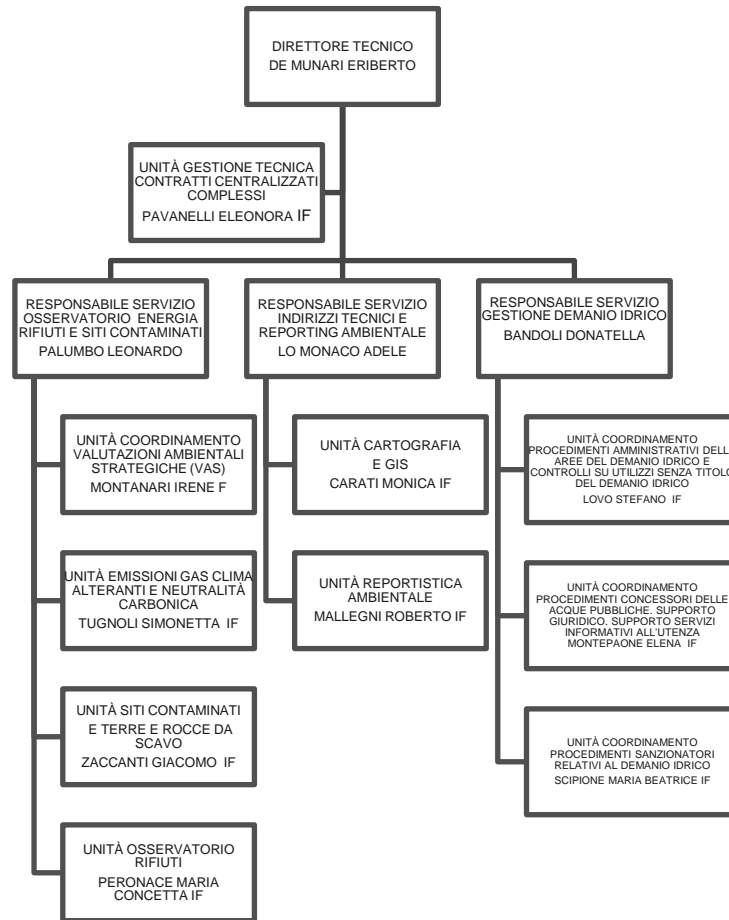 DIRETTORE TECNICO
DE MUNARI ERIBERTO
UNITÀ GESTIONE TECNICA
CONTRATTI CENTRALIZZATI
COMPLESSI
PAVANELLI ELEONORA IF
RESPONSABILE SERVIZIO
OSSERVATORIO ENERGIA
RIFIUTI E SITI CONTAMINATI
PALUMBO LEONARDO
UNITÀ COORDINAMENTO
VALUTAZIONI AMBIENTALI
STRATEGICHE (VAS)
MONTANARI IRENE F
UNITÀ EMISSIONI GAS CLIMA
ALTERANTI E NEUTRALITÀ
CARBONICA
TUGNOLI SIMONETTA IF
UNITÀ SITI CONTAMINATI
E TERRE E ROCCE DA
SCAVO
ZACCANTI GIACOMO IF
UNITÀ OSSERVATORIO
RIFIUTI
PERONACE MARIA
CONCETTA IF
RESPONSABILE SERVIZIO
INDIRIZZI TECNICI E
REPORTING AMBIENTALE
LO MONACO ADELE
UNITÀ CARTOGRAFIA
E GIS
CARATI MONICA IF
UNITÀ REPORTISTICA
AMBIENTALE
MALLEGNI ROBERTO IF
RESPONSABILE SERVIZIO
GESTIONE DEMANIO IDRICO
BANDOLI DONATELLA
UNITÀ COORDINAMENTO
PROCEDIMENTI AMMINISTRATIVI DELLE
AREE DEL DEMANIO IDRICO E
CONTROLLI SU UTILIZZI SENZA TITOLO
DEL DEMANIO IDRICO
LOVO STEFANO IF
UNITÀ COORDINAMENTO
PROCEDIMENTI CONCESSORI DELLE
ACQUE PUBBLICHE. SUPPORTO
GIURIDICO. SUPPORTO SERVIZI
INFORMATIVI ALL'UTENZA
MONTEPAONE ELENA IF
UNITÀ COORDINAMENTO
PROCEDIMENTI SANZIONATORI
RELATIVI AL DEMANIO IDRICO
SCIPIONE MARIA BEATRICE IF